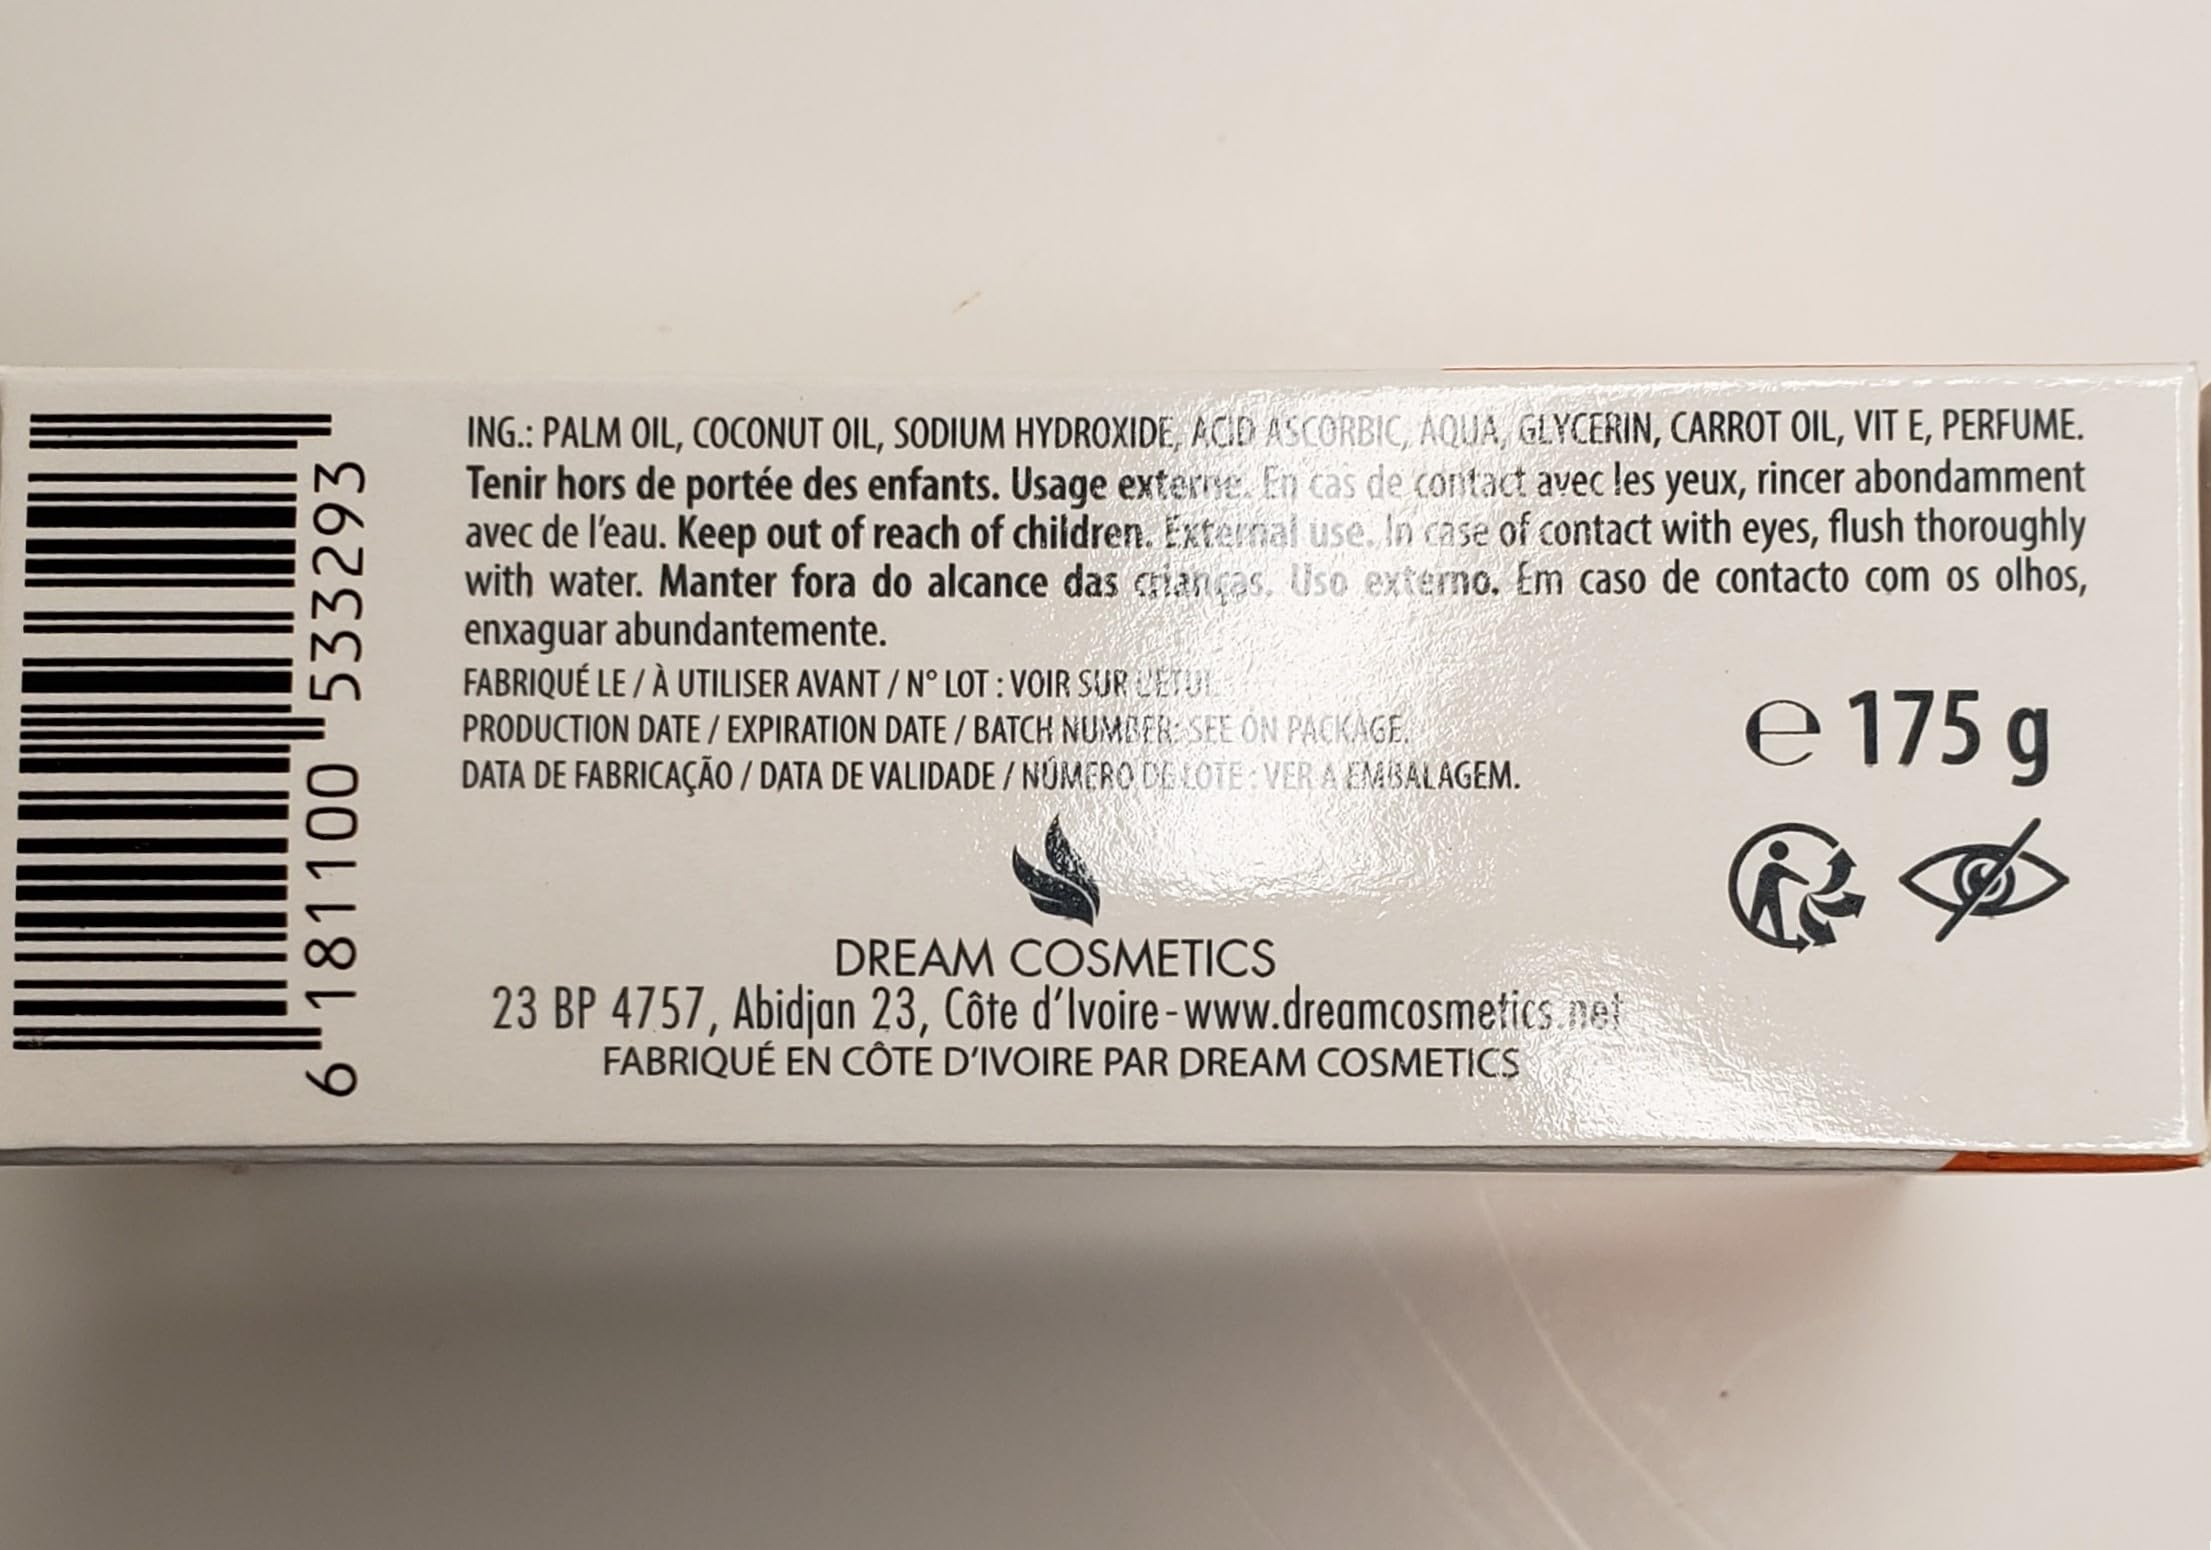 ING.: PALM OIL, COCONUT OIL, SODIUM HYDROXIDE, ACID ASCORBIC, AQUA, GLYCERIN, CARROT OIL, VIT E, PERFUME.
Tenir hors de portée des enfants. Usage externe. En cas de contact avec les yeux, rincer abondamment
avec de l'eau. Keep out of reach of children. External use. In case of contact with eyes, flush thoroughly
with water. Manter fora do alcance das crianças. Uso externo. Em caso de contacto com os olhos,
enxaguar abundantemente.
FABRIQUÉ LE / À UTILISER AVANT / N° LOT : VOIR SUR L'ÉTUI
PRODUCTION DATE / EXPIRATION DATE / BATCH NUMBER: SEE ON PACKAGE.
DATA DE FABRICAÇÃO / DATA DE VALIDADE / NÚMERO DE LOTE : VER A EMBALAGEM.
e 175 g
DREAM COSMETICS
23 BP 4757, Abidjan 23, Côte d'Ivoire - www.dreamcosmetics.net
FABRIQUÉ EN CÔTE D'IVOIRE PAR DREAM COSMETICS
6 181100 533293